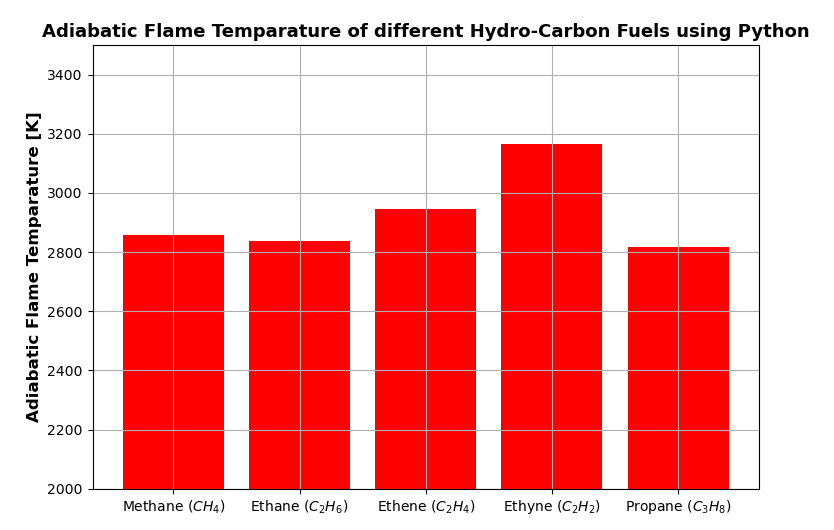 Adiabatic Flame Temparature of different Hydro-Carbon Fuels using Python
Adiabatic Flame Temparature [K]
3400
3200
3000
2800
2600
2400
2200
2000
Methane (CH₄) Ethane (C₂H₆) Ethene (C₂H₄) Ethyne (C₂H₂) Propane (C₃H₈)